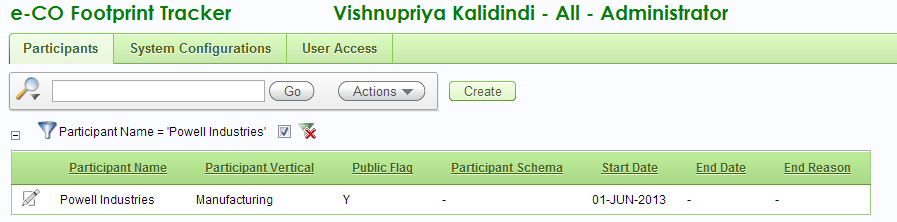 e-CO Footprint Tracker Vishnupriya Kalidindi - All - Administrator
Participants System Configurations User Access
Go Actions Create
Participant Name = 'Powell Industries'
Participant Name Participant Vertical Public Flag Participant Schema Start Date End Date End Reason
Powell Industries Manufacturing Y - 01-JUN-2013 - -